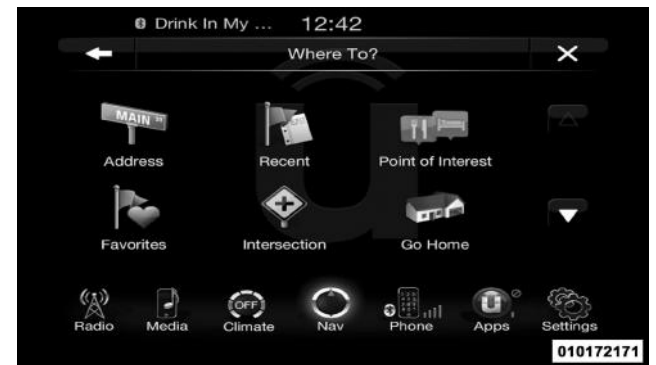 Drink In My ... 12:42
Where To?
MAIN ST
Address Recent Point of Interest
Favorites Intersection Go Home
OFF
Radio Media Climate Nav Phone Apps Settings
010172171